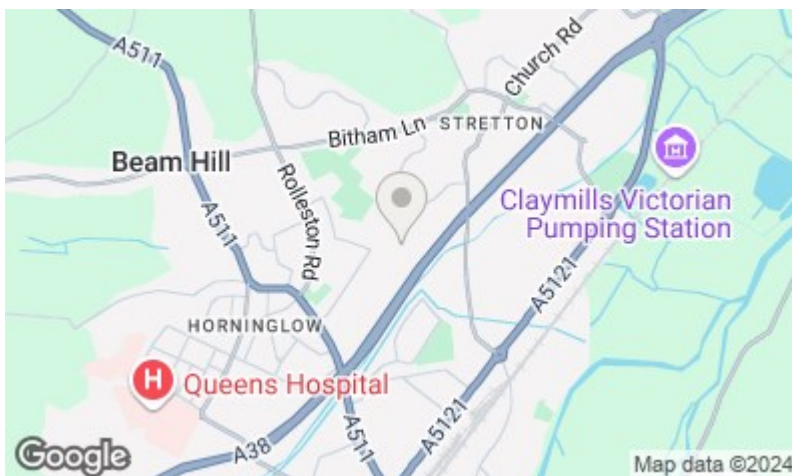 A511
Church Rd
Bitham Ln
STRETTON
Beam Hill
Rolleston Rd
Claymills Victorian
Pumping Station
A511
A5121
HORNINGLOW
H
Queens Hospital
A38
A511
A5121
Google
Map data ©2024